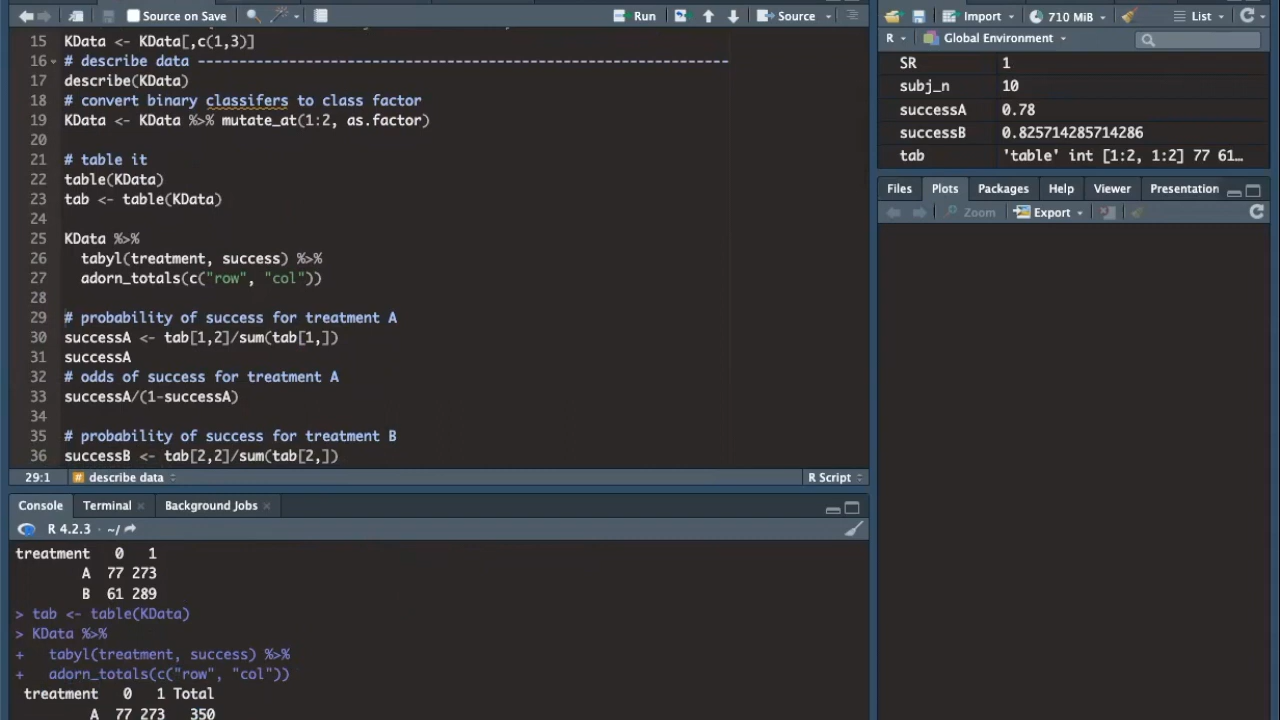 Source on Save
Run
Source
15 KData <- KData[,c(1,3)]
16 # describe data ----------------------------------------------------------------
17 describe(KData)
18 # convert binary classifers to class factor
19 KData <- KData %>% mutate_at(1:2, as.factor)
20
21 # table it
22 table(KData)
23 tab <- table(KData)
24
25 KData %>%
26 tabyl(treatment, success) %>%
27 adorn_totals(c("row", "col"))
28
29 # probability of success for treatment A
30 successA <- tab[1,2]/sum(tab[1,])
31 successA
32 # odds of success for treatment A
33 successA/(1-successA)
34
35 # probability of success for treatment B
36 successB <- tab[2,2]/sum(tab[2,])
29:1 # describe data R Script
Console Terminal Background Jobs
R 4.2.3 · ~/
treatment 0 1
A 77 273
B 61 289
> tab <- table(KData)
> KData %>%
+ tabyl(treatment, success) %>%
+ adorn_totals(c("row", "col"))
treatment 0 1 Total
A 77 273 350
Import 710 MiB List
R Global Environment
SR 1
subj_n 10
successA 0.78
successB 0.825714285714286
tab 'table' int [1:2, 1:2] 77 61…
Files Plots Packages Help Viewer Presentation
Zoom Export